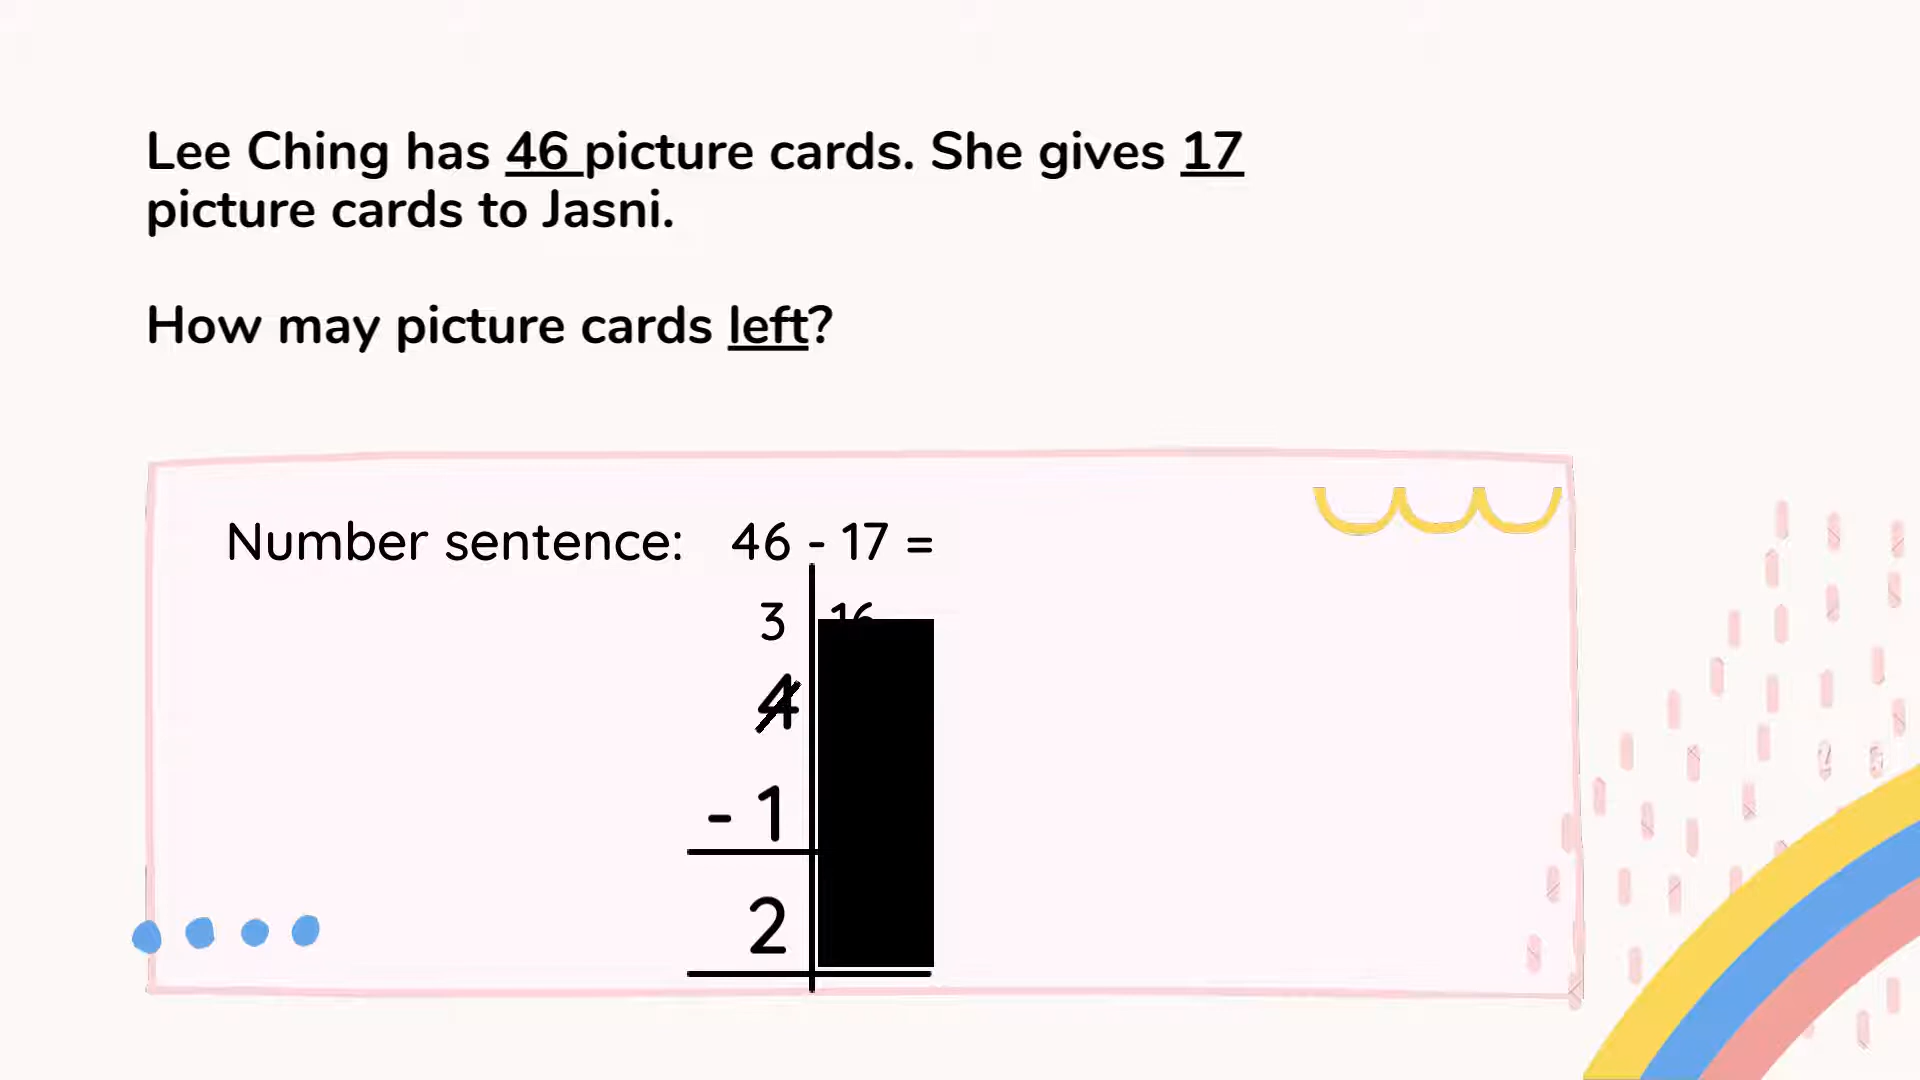 Lee Ching has 46 picture cards. She gives 17
picture cards to Jasni.
How may picture cards left?
Number sentence: 46 - 17 =
3 16
4
- 1
2